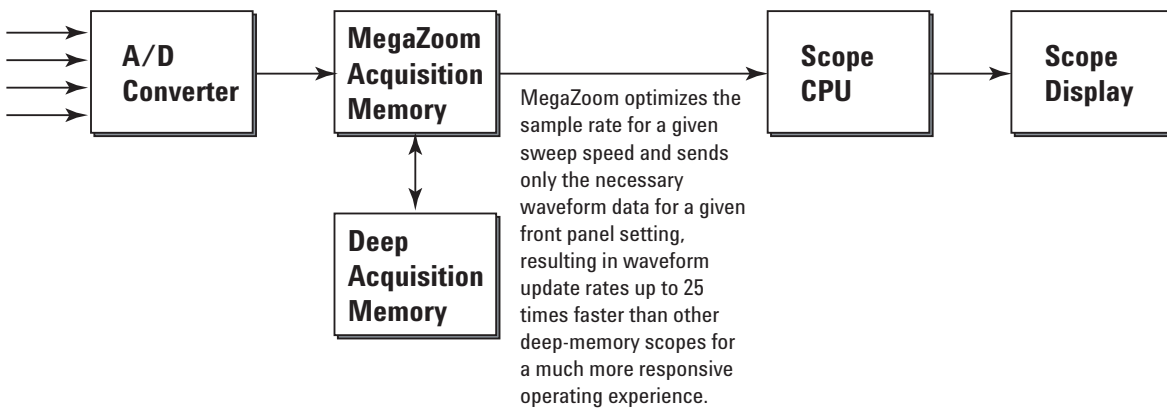 A/D
Converter
MegaZoom
Acquisition
Memory
Deep
Acquisition
Memory
MegaZoom optimizes the
sample rate for a given
sweep speed and sends
only the necessary
waveform data for a given
front panel setting,
resulting in waveform
update rates up to 25
times faster than other
deep-memory scopes for
a much more responsive
operating experience.
Scope
CPU
Scope
Display